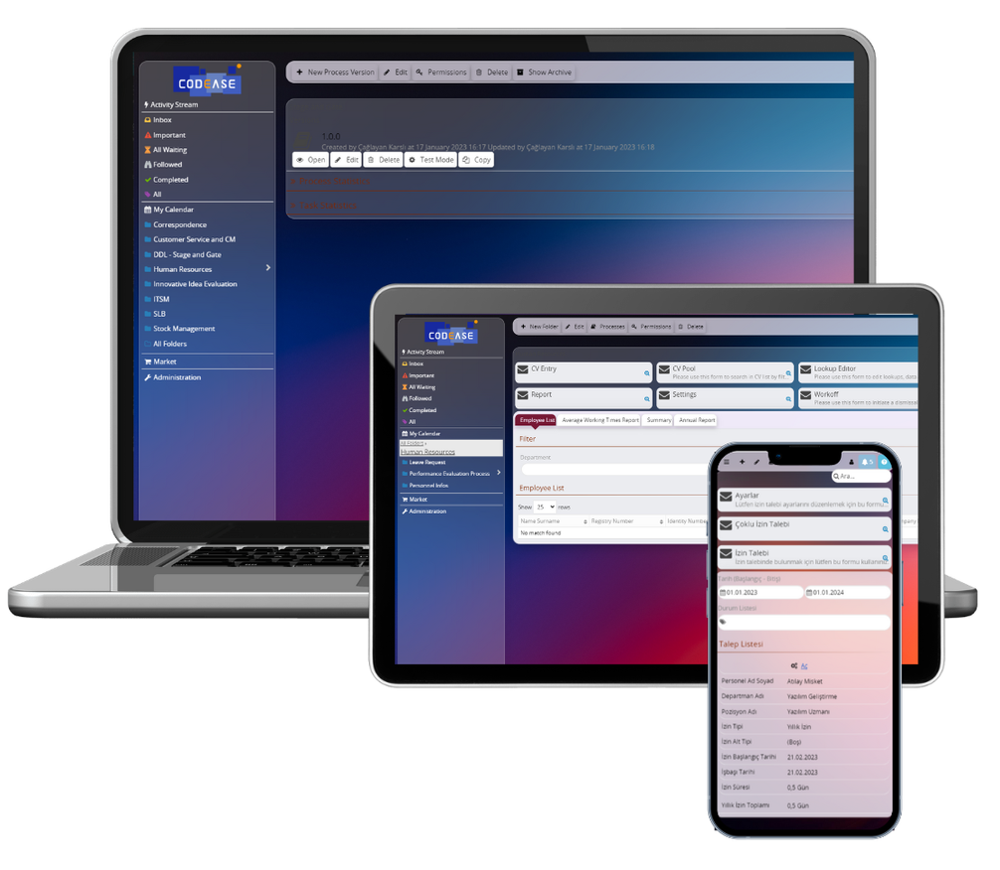 CODEASE
Activity Stream
Inbox
Important
All Waiting
Followed
Completed
All
My Calendar
Correspondence
Customer Service and CM
DDL - Stage and Gate
Human Resources
Innovative Idea Evaluation
ITSM
SLB
Stock Management
All Folders
Market
Administration
New Process Version Edit Permissions Delete Show Archive
1.0.0
Created by Çağlayan Karslı at 17 January 2023 16:17 Updated by Çağlayan Karslı at 17 January 2023 16:18
Open Edit Delete Test Mode Copy
CODEASE
Activity Stream
Inbox
Important
All Waiting
Followed
Completed
All
My Calendar
All Folders
Human Resources
Leave Request
Performance Evaluation Process
Personnel Infos
Market
Administration
New Folder Edit Processes Permissions Delete
CV Entry
CV Pool
Please use this form to search in CV list by fill...
Lookup Editor
Please use this form to edit lookups, data
Report
Settings
Workoff
Please use this form to initiate a dismissa
Employee List Average Working Times Report Summary Annual Report
Filter
Department
Employee List
Show 25 rows
Name Surname Registry Number Identity Numbe
No match found
5
Ara...
Ayarlar
Lütfen izin talebi ayarlarını düzenlemek için bu formu...
Çoklu İzin Talebi
İzin Talebi
İzin talebinde bulunmak için lütfen bu formu kullanınız.
Tarih (Başlangıç - Bitiş)
01.01.2023 01.01.2024
Durum Listesi
Talep Listesi
Aç
Personel Ad Soyad Atılay Misket
Departman Adı Yazılım Geliştirme
Pozisyon Adı Yazılım Uzmanı
İzin Tipi Yıllık İzin
İzin Alt Tipi (Boş)
İzin Başlangıç Tarihi 21.02.2023
İşbaşı Tarihi 21.02.2023
İzin Süresi 0,5 Gün
Yıllık İzin Toplamı 0,5 Gün